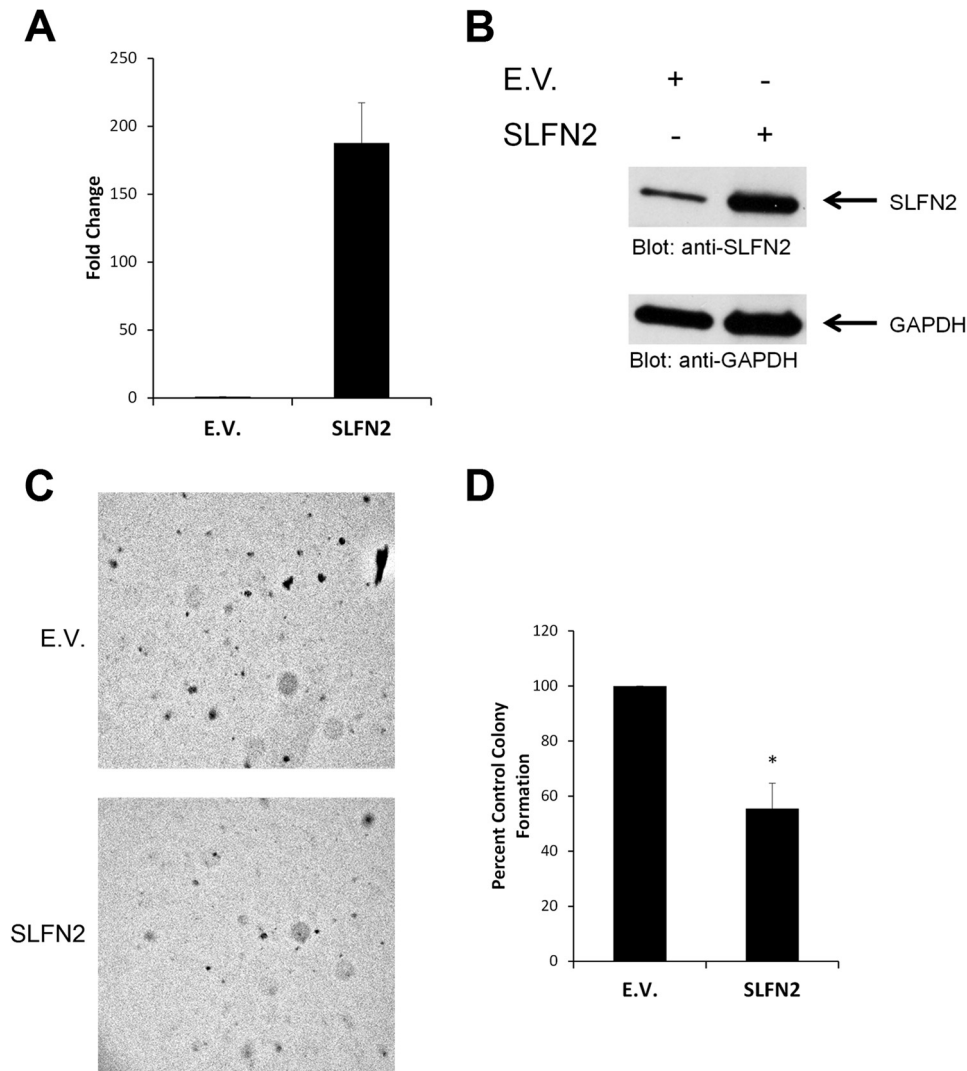 A
250
200
150
100
50
0
Fold Change
E.V. SLFN2
B
E.V. + -
SLFN2 - +
SLFN2
Blot: anti-SLFN2
GAPDH
Blot: anti-GAPDH
C
E.V.
SLFN2
D
120
100
80
60
40
20
0
Percent Control Colony
Formation
*
E.V. SLFN2